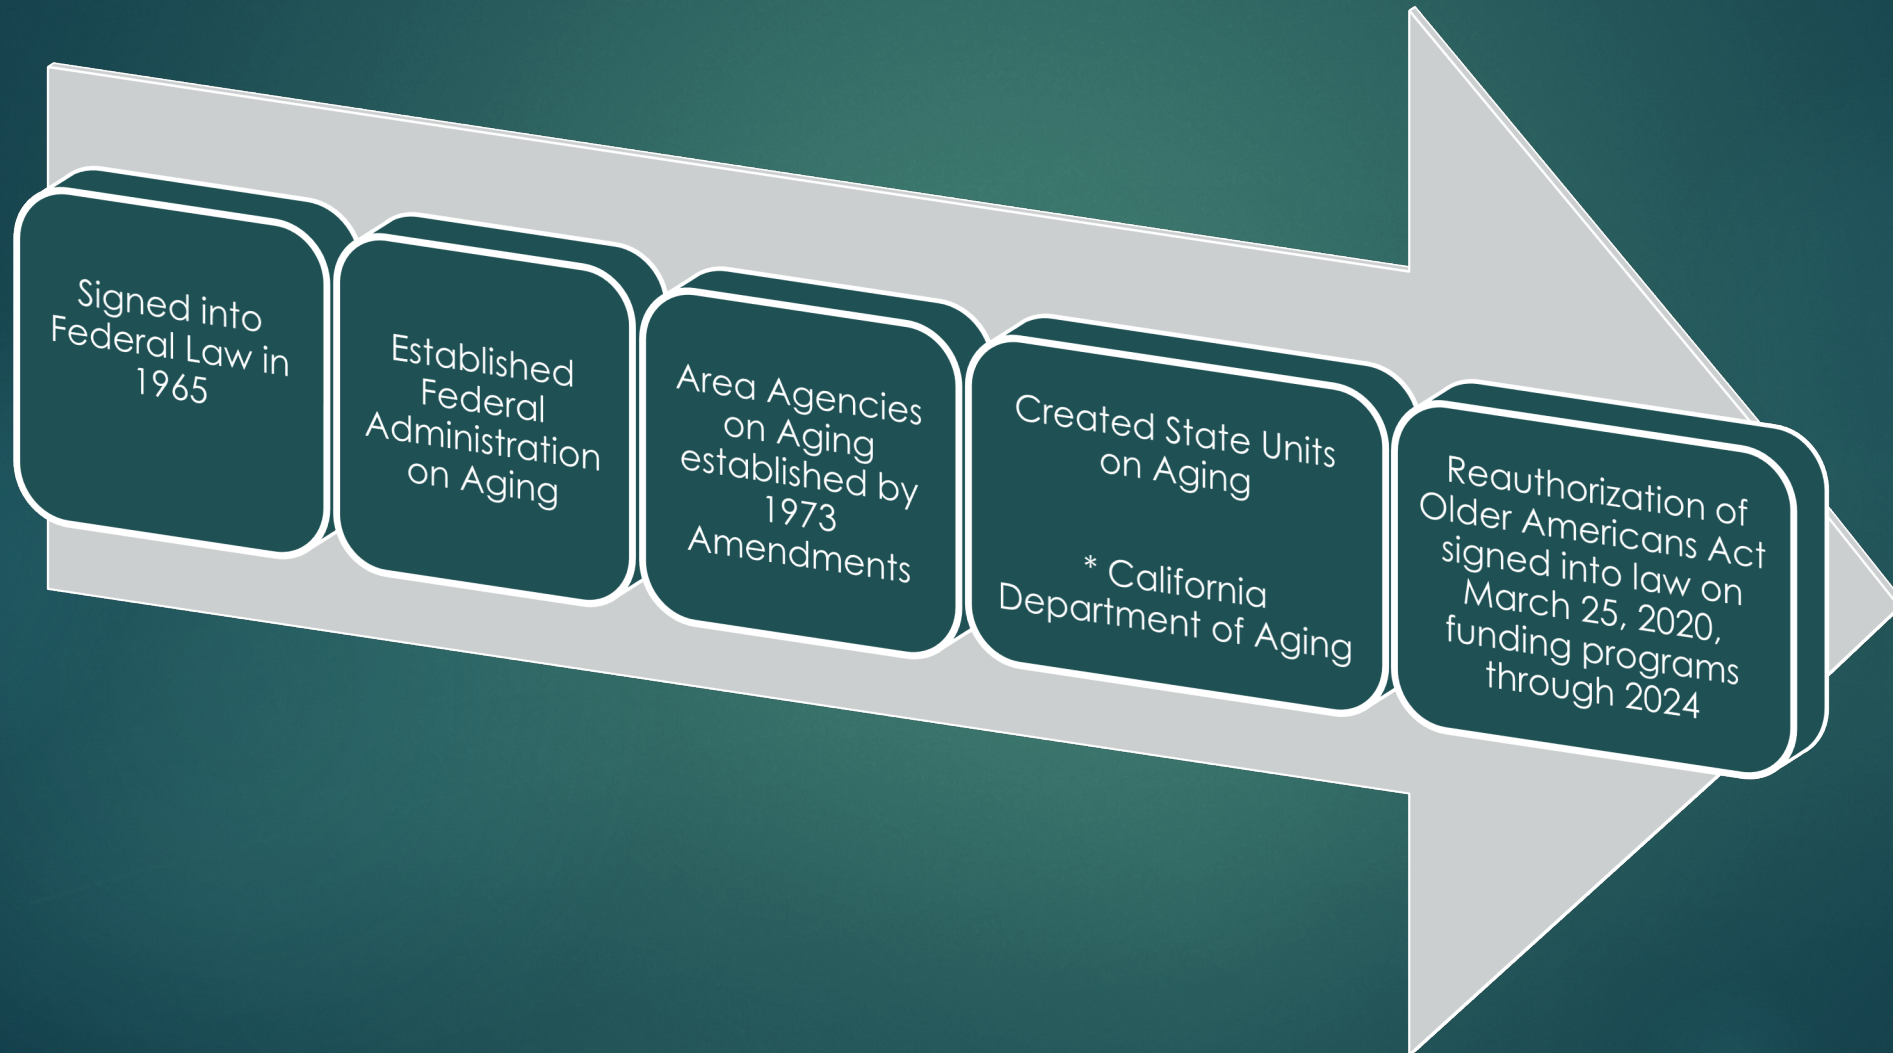 Signed into
Federal Law in
1965
Established
Federal
Administration
on Aging
Area Agencies
on Aging
established by
1973
Amendments
Created State Units
on Aging
* California
Department of Aging
Reauthorization of
Older Americans Act
signed into law on
March 25, 2020,
funding programs
through 2024